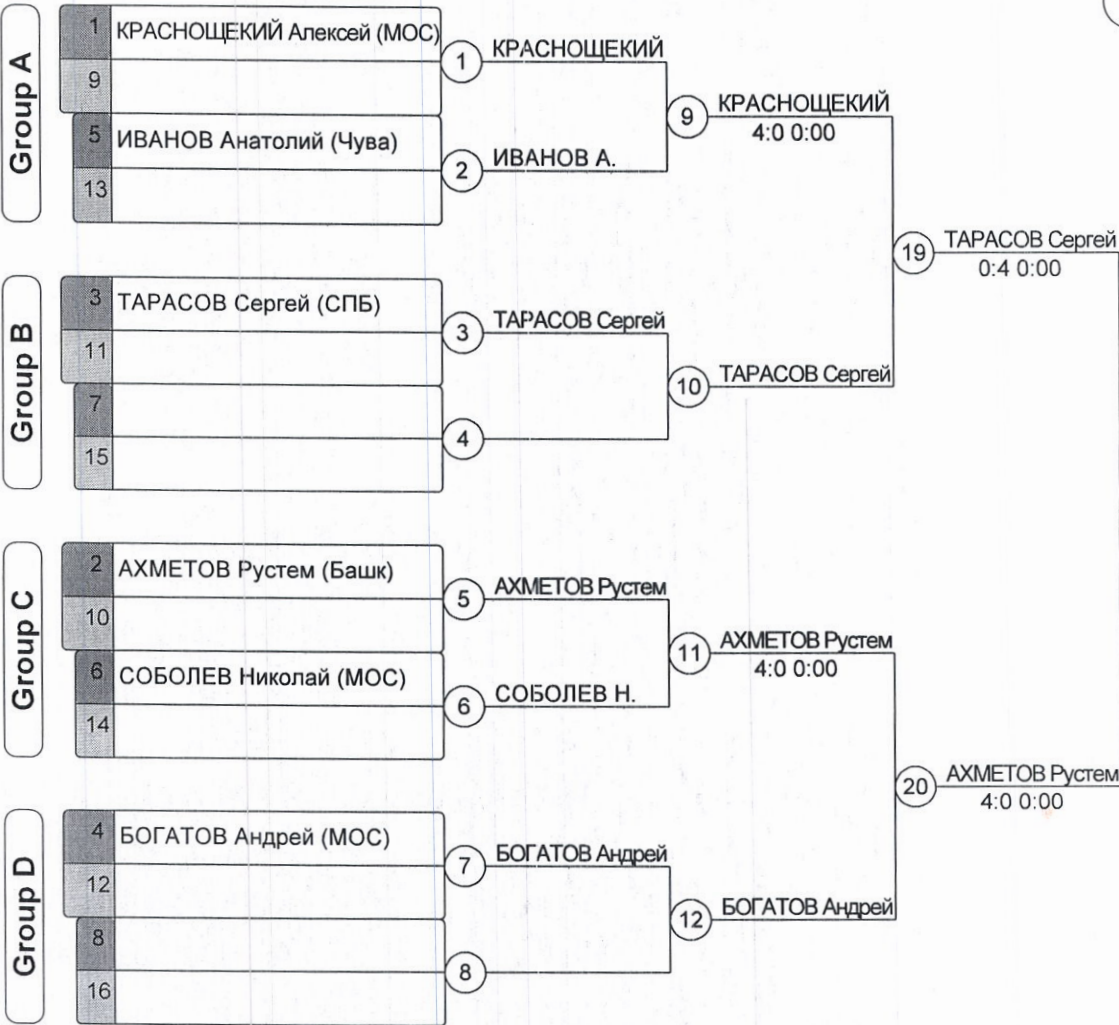 Group A
1 КРАСНОЩЕКИЙ Алексей (МОС)
9
5 ИВАНОВ Анатолий (Чува)
13
1 КРАСНОЩЕКИЙ
2 ИВАНОВ А.
9 КРАСНОЩЕКИЙ
4:0 0:00
Group B
3 ТАРАСОВ Сергей (СПБ)
11
7
15
3 ТАРАСОВ Сергей
4
10 ТАРАСОВ Сергей
19 ТАРАСОВ Сергей
0:4 0:00
Group C
2 АХМЕТОВ Рустем (Башк)
10
6 СОБОЛЕВ Николай (МОС)
14
5 АХМЕТОВ Рустем
6 СОБОЛЕВ Н.
11 АХМЕТОВ Рустем
4:0 0:00
Group D
4 БОГАТОВ Андрей (МОС)
12
8
16
7 БОГАТОВ Андрей
8
12 БОГАТОВ Андрей
20 АХМЕТОВ Рустем
4:0 0:00